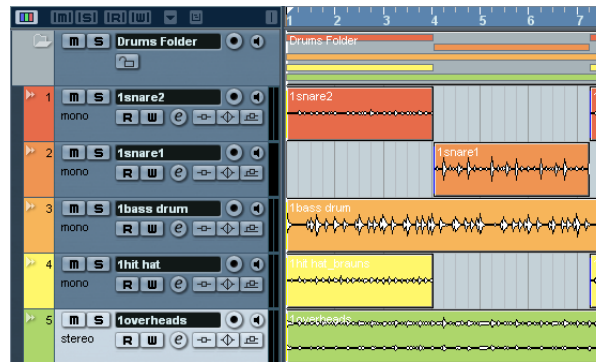 M S R W
1 2 3 4 5 6 7
m S Drums Folder
Drums Folder
1 m S 1snare2
mono R W e
1snare2
2 m S 1snare1
mono R W e
1snare1
3 m S 1bass drum
mono R W e
1bass drum
4 m S 1hit hat
mono R W e
1hit hat_brauns
5 m S 1overheads
stereo R W e
1overheads